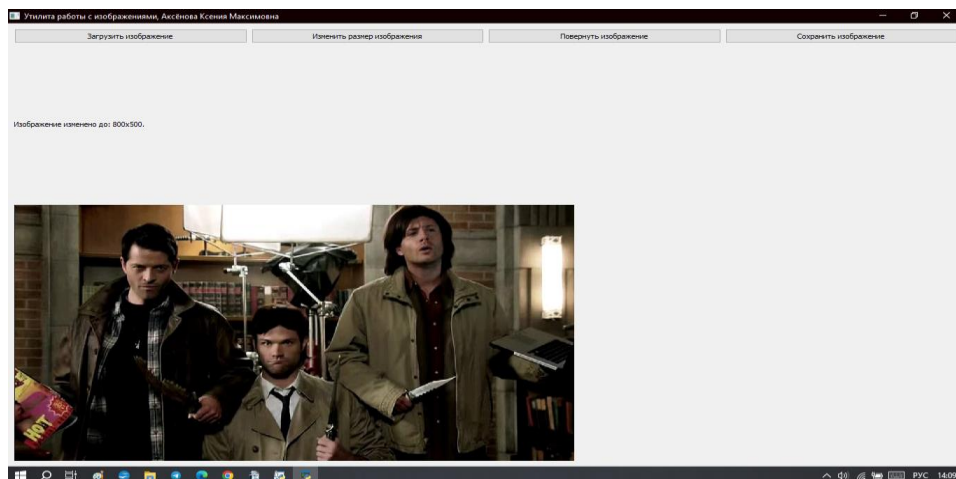 Утилита работы с изображениями, Аксёнова Ксения Максимовна
Загрузить изображение Изменить размер изображения Повернуть изображение Сохранить изображение
Изображение изменено до: 800x500.
HOT
РУС 14:09